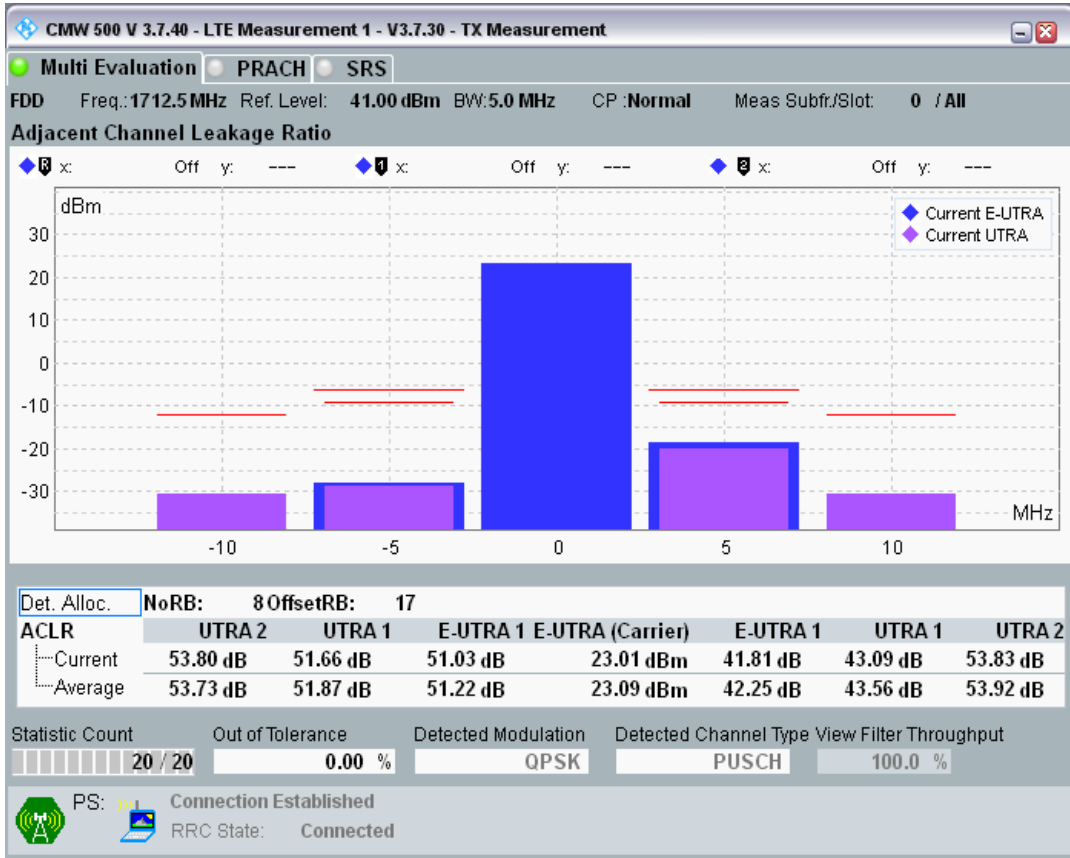 CMW 500 V 3.7.40 - LTE Measurement 1 - V3.7.30 - TX Measurement
Multi Evaluation PRACH SRS
FDD Freq.:1712.5 MHz Ref. Level: 41.00 dBm BW:5.0 MHz CP :Normal Meas Subfr./Slot: 0 / All
Adjacent Channel Leakage Ratio
R x: Off y: --- 1 x: Off y: --- 2 x: Off y: ---
dBm
Current E-UTRA
Current UTRA
30
20
10
0
-10
-20
-30
MHz
-10 -5 0 5 10
Det. Alloc. NoRB: 8 OffsetRB: 17
ACLR UTRA 2 UTRA 1 E-UTRA 1 E-UTRA (Carrier) E-UTRA 1 UTRA 1 UTRA 2
Current 53.80 dB 51.66 dB 51.03 dB 23.01 dBm 41.81 dB 43.09 dB 53.83 dB
Average 53.73 dB 51.87 dB 51.22 dB 23.09 dBm 42.25 dB 43.56 dB 53.92 dB
Statistic Count Out of Tolerance Detected Modulation Detected Channel Type View Filter Throughput
20 / 20 0.00 % QPSK PUSCH 100.0 %
PS: Connection Established
RRC State: Connected